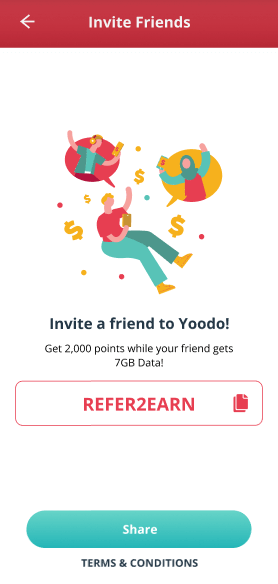 Invite Friends
Invite a friend to Yoodo!
Get 2,000 points while your friend gets
7GB Data!
REFER2EARN
Share
TERMS & CONDITIONS